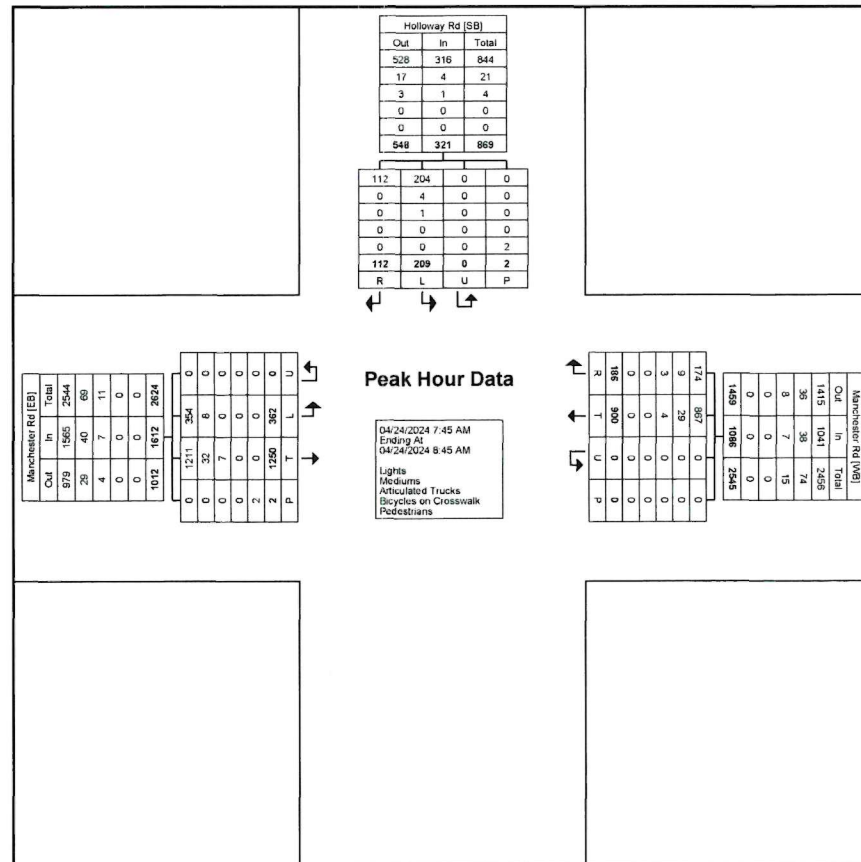 Holloway Rd [SB]
Out In Total
528 316 844
17 4 21
3 1 4
0 0 0
0 0 0
548 321 869
112 204 0 0
0 4 0 0
0 1 0 0
0 0 0 0
0 0 0 2
112 209 0 2
R L U P
Manchester Rd [EB]
Total In Out
2544 1565 979
69 40 29
11 7 4
0 0 0
0 0 0
2624 1612 1012
0 354 1211 0
0 8 32 0
0 0 7 0
0 0 0 0
0 0 0 2
0 362 1250 2
U L T P
Peak Hour Data
04/24/2024 7:45 AM
Ending At
04/24/2024 8:45 AM
Lights
Mediums
Articulated Trucks
Bicycles on Crosswalk
Pedestrians
174 867 0 0
9 29 0 0
3 4 0 0
0 0 0 0
0 0 0 0
186 900 0 0
R T U P
Manchester Rd [WB]
Out In Total
1415 1041 2456
36 38 74
8 7 15
0 0 0
0 0 0
1459 1086 2545